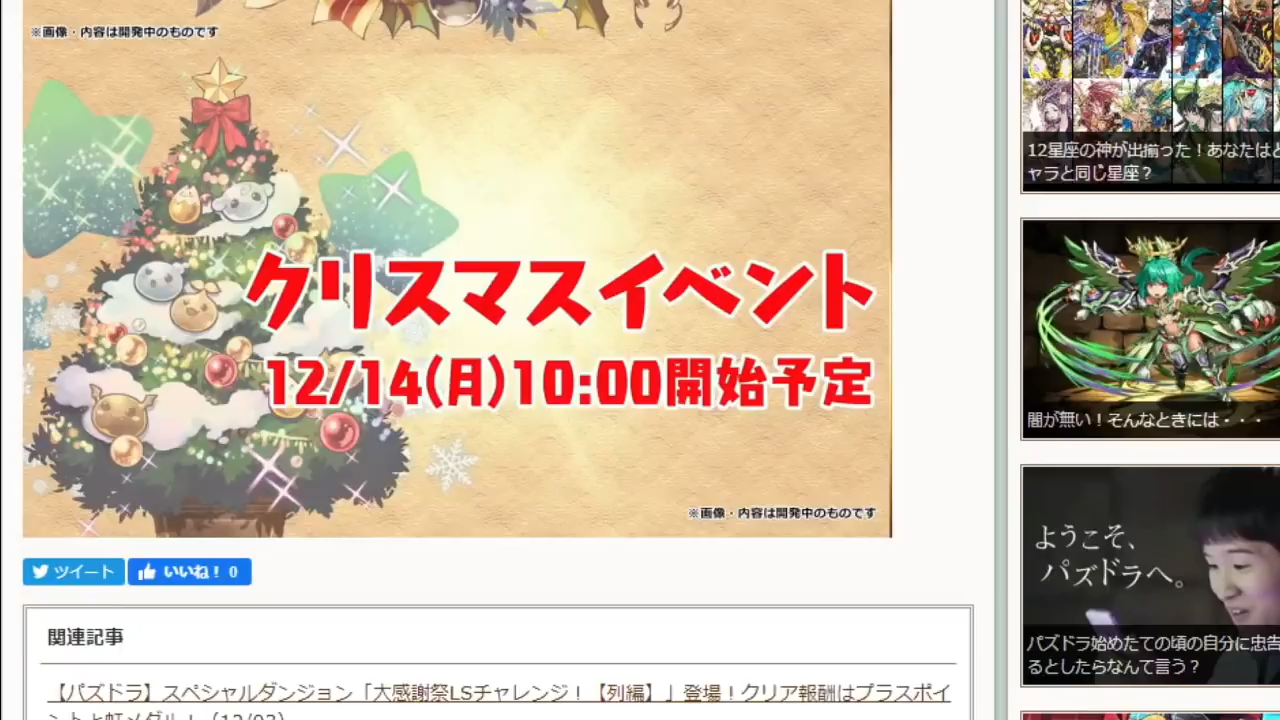 ※画像・内容は開発中のものです
クリスマスイベント
12/14(月)10:00開始予定
※画像・内容は開発中のものです
ツイート
いいね！ 0
関連記事
【パズドラ】スペシャルダンジョン「大感謝祭LSチャレンジ！【列編】」登場！クリア報酬はプラスポイ
12星座の神が出揃った！あなたはど
ャラと同じ星座？
闇が無い！そんなときには・・・
ようこそ、
パズドラへ。
パズドラ始めたての頃の自分に忠告
るとしたらなんて言う？